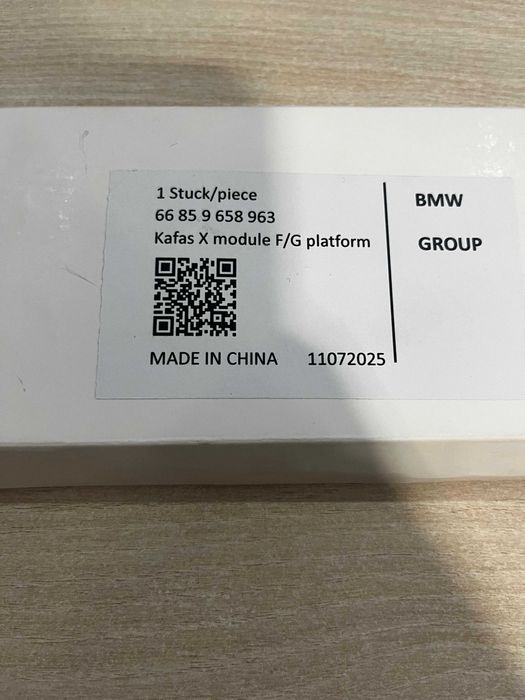 1 Stuck/piece
66 85 9 658 963
Kafas X module F/G platform
MADE IN CHINA 11072025
BMW
GROUP